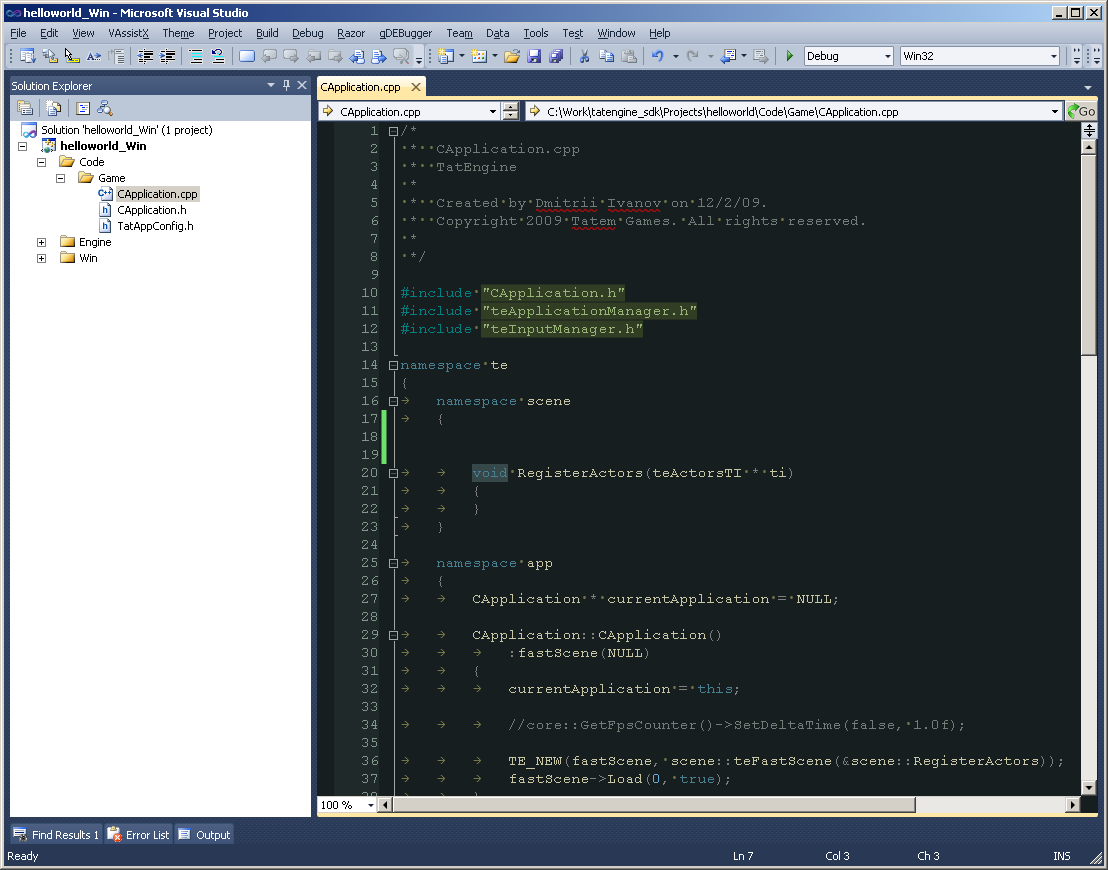 helloworld_Win - Microsoft Visual Studio
File Edit View VAssistX Theme Project Build Debug Razor gDEBugger Team Data Tools Test Window Help
Debug Win32
Solution Explorer
CApplication.cpp
CApplication.cpp C:\Work\tatengine_sdk\Projects\helloworld\Code\Game\CApplication.cpp Go
Solution 'helloworld_Win' (1 project)
helloworld_Win
Code
Game
CApplication.cpp
CApplication.h
TatAppConfig.h
Engine
Win
1 /*
2 ****CApplication.cpp
3 ****TatEngine
4 **
5 ****Created by Dmitrii Ivanov on 12/2/09.
6 ****Copyright 2009 Tatem Games. All rights reserved.
7 *
8 **/
9
10 #include "CApplication.h"
11 #include "teApplicationManager.h"
12 #include "teInputManager.h"
13
14 namespace te
15 {
16 namespace scene
17 {
18
19
20 void RegisterActors(teActorsTI * * ti)
21 {
22 }
23 }
24
25 namespace app
26 {
27 CApplication * currentApplication = NULL;
28
29 CApplication::CApplication()
30 :fastScene(NULL)
31 {
32 currentApplication = this;
33
34 //core::GetFpsCounter()->SetDeltaTime(false, 1.0f);
35
36 TE_NEW(fastScene, scene::teFastScene(&scene::RegisterActors));
37 fastScene->Load(0, true);
100 %
Find Results 1 Error List Output
Ready Ln 7 Col 3 Ch 3 INS